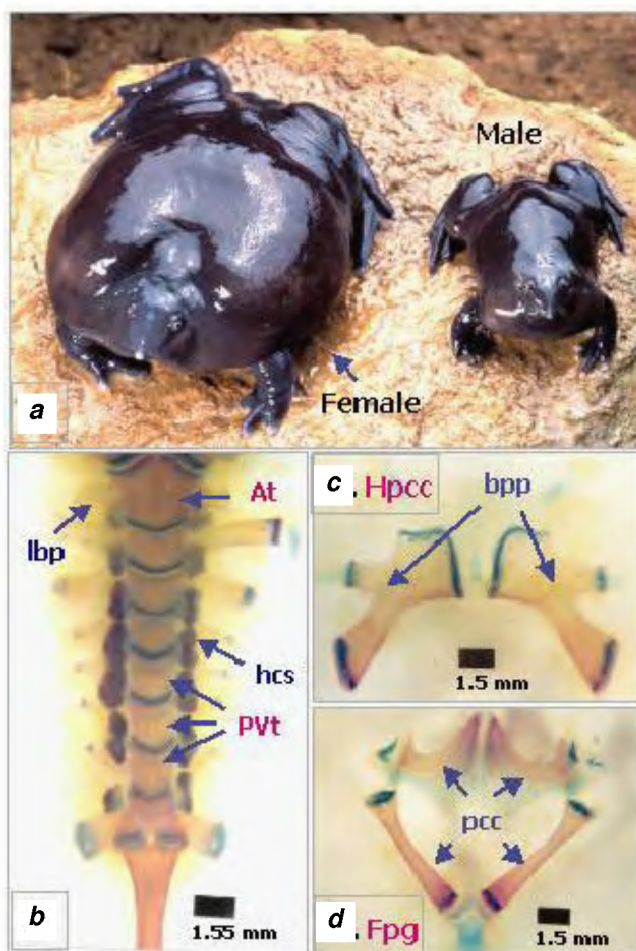 Male
Female
a
At
lbp
hcs
PVt
1.55 mm
b
c . Hpcc
bpp
1.5 mm
pcc
d . Fpg
1.5 mm